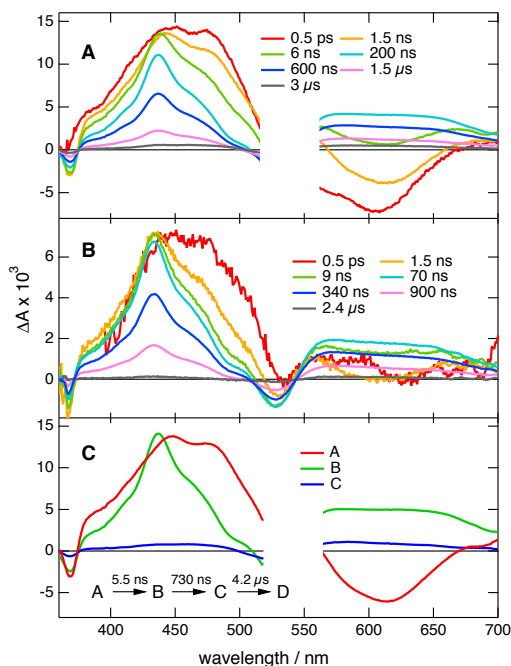 A
0.5 ps 1.5 ns
6 ns 200 ns
600 ns 1.5 µs
3 µs
15
10
5
0
-5
B
0.5 ps 1.5 ns
9 ns 70 ns
340 ns 900 ns
2.4 µs
6
4
2
0
ΔA x 10³
C
A
B
C
15
10
5
0
-5
A 5.5 ns B 730 ns C 4.2 µs D
400 450 500 550 600 650 700
wavelength / nm